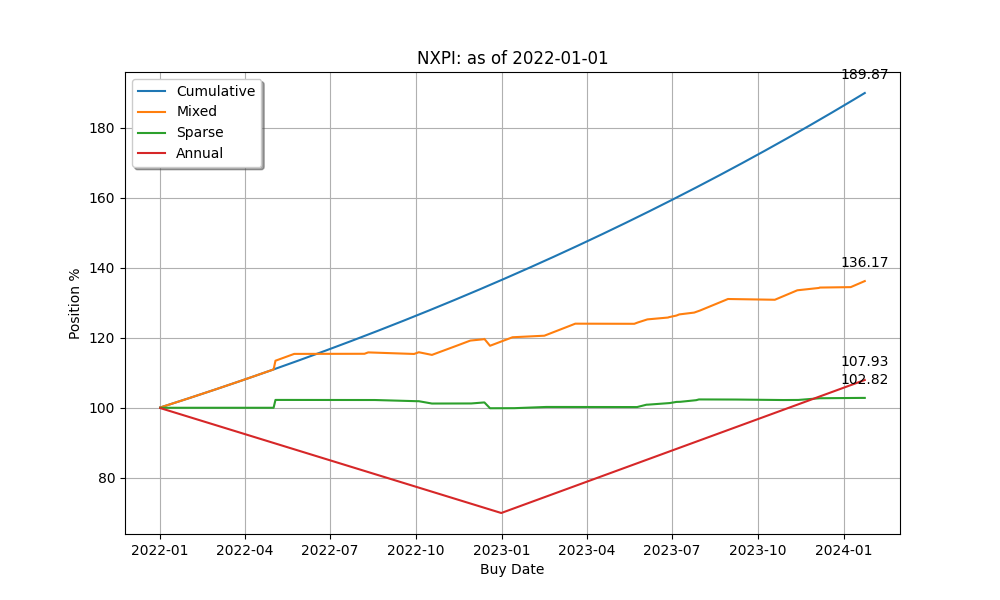 NXPI: as of 2022-01-01
189.87
Cumulative
Mixed
Sparse
Annual
180
160
140
136.17
120
107.93
102.82
100
80
Position %
2022-01 2022-04 2022-07 2022-10 2023-01 2023-04 2023-07 2023-10 2024-01
Buy Date